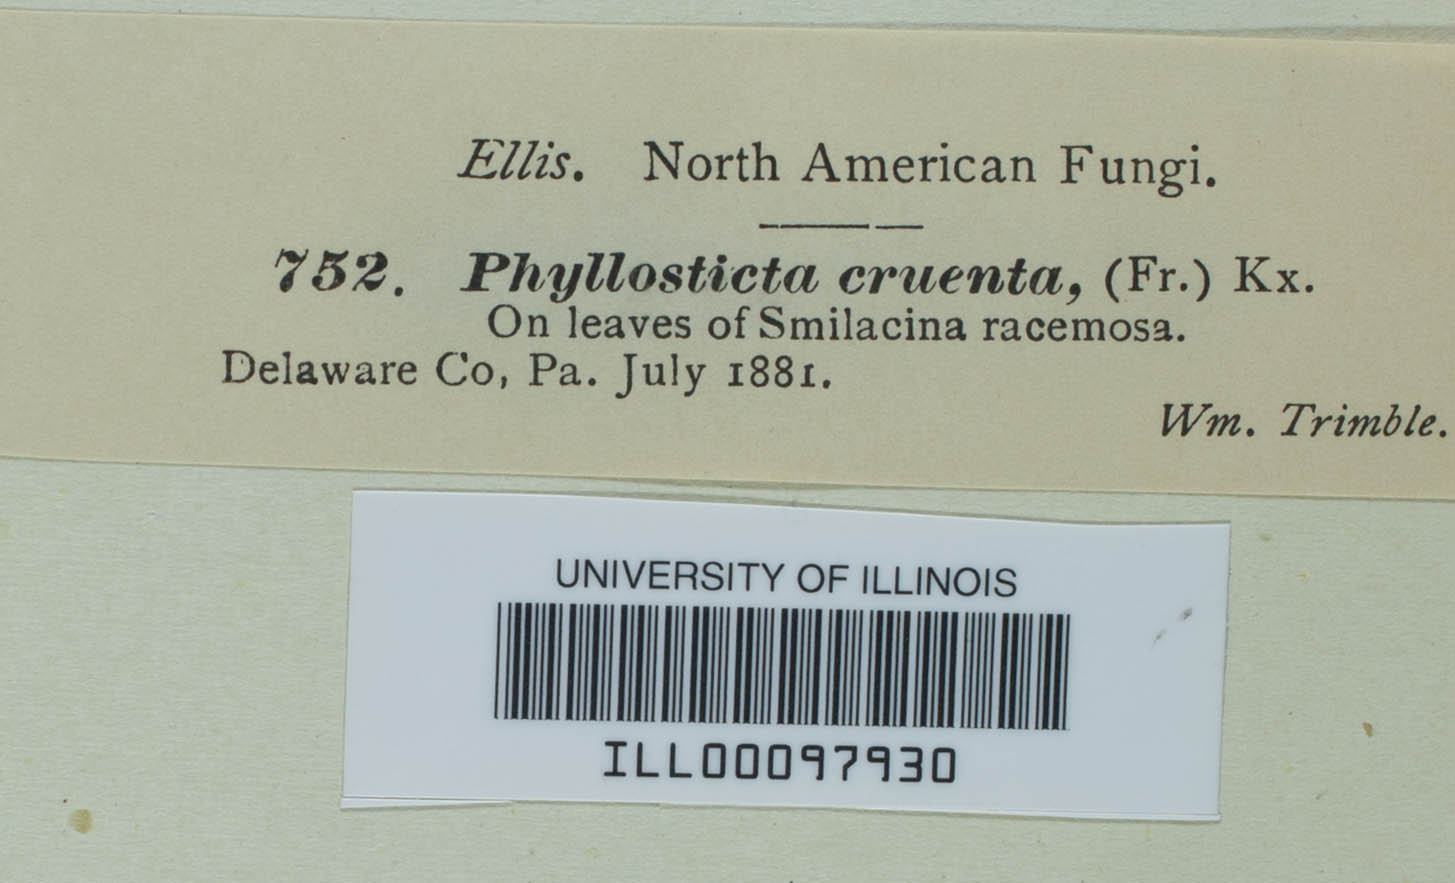 Ellis. North American Fungi.
752. Phyllosticta cruenta, (Fr.) Kx.
On leaves of Smilacina racemosa.
Delaware Co, Pa. July 1881.
Wm. Trimble.
UNIVERSITY OF ILLINOIS
ILL00097930